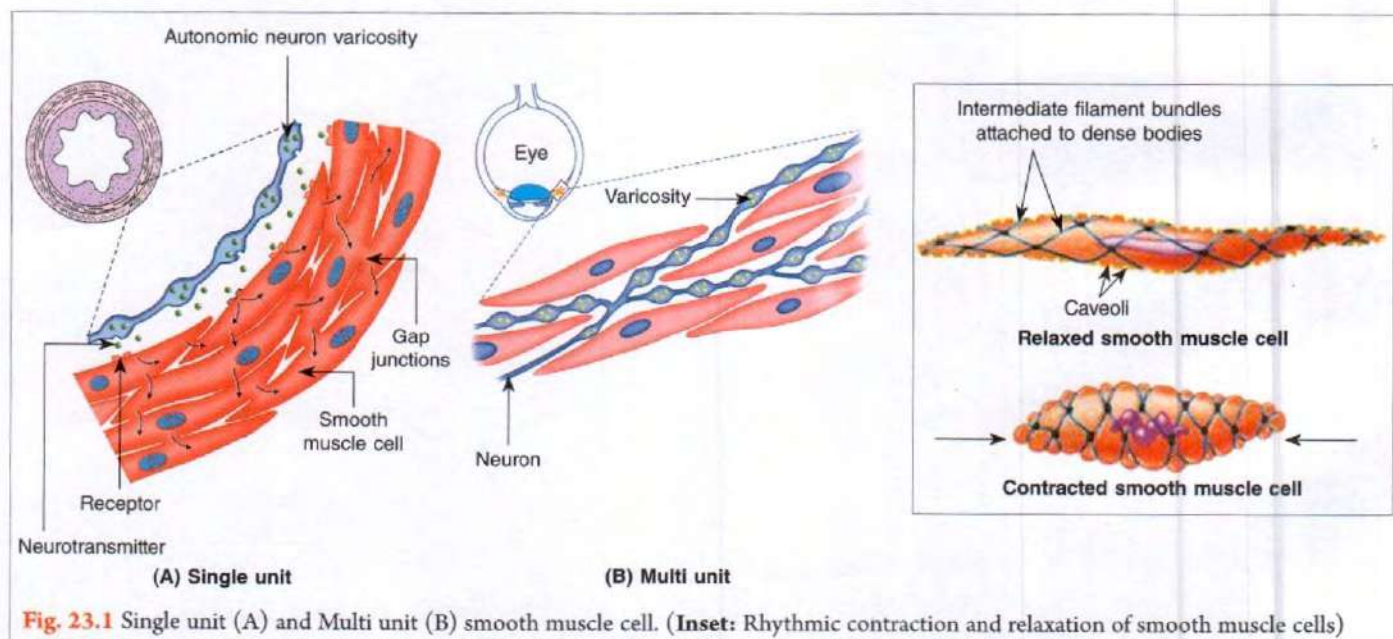 Autonomic neuron varicosity
Gap
junctions
Smooth
muscle cell
Receptor
Neurotransmitter
(A) Single unit
Eye
Varicosity
Neuron
(B) Multi unit
Intermediate filament bundles
attached to dense bodies
Caveoli
Relaxed smooth muscle cell
Contracted smooth muscle cell
Fig. 23.1 Single unit (A) and Multi unit (B) smooth muscle cell. (Inset: Rhythmic contraction and relaxation of smooth muscle cells)